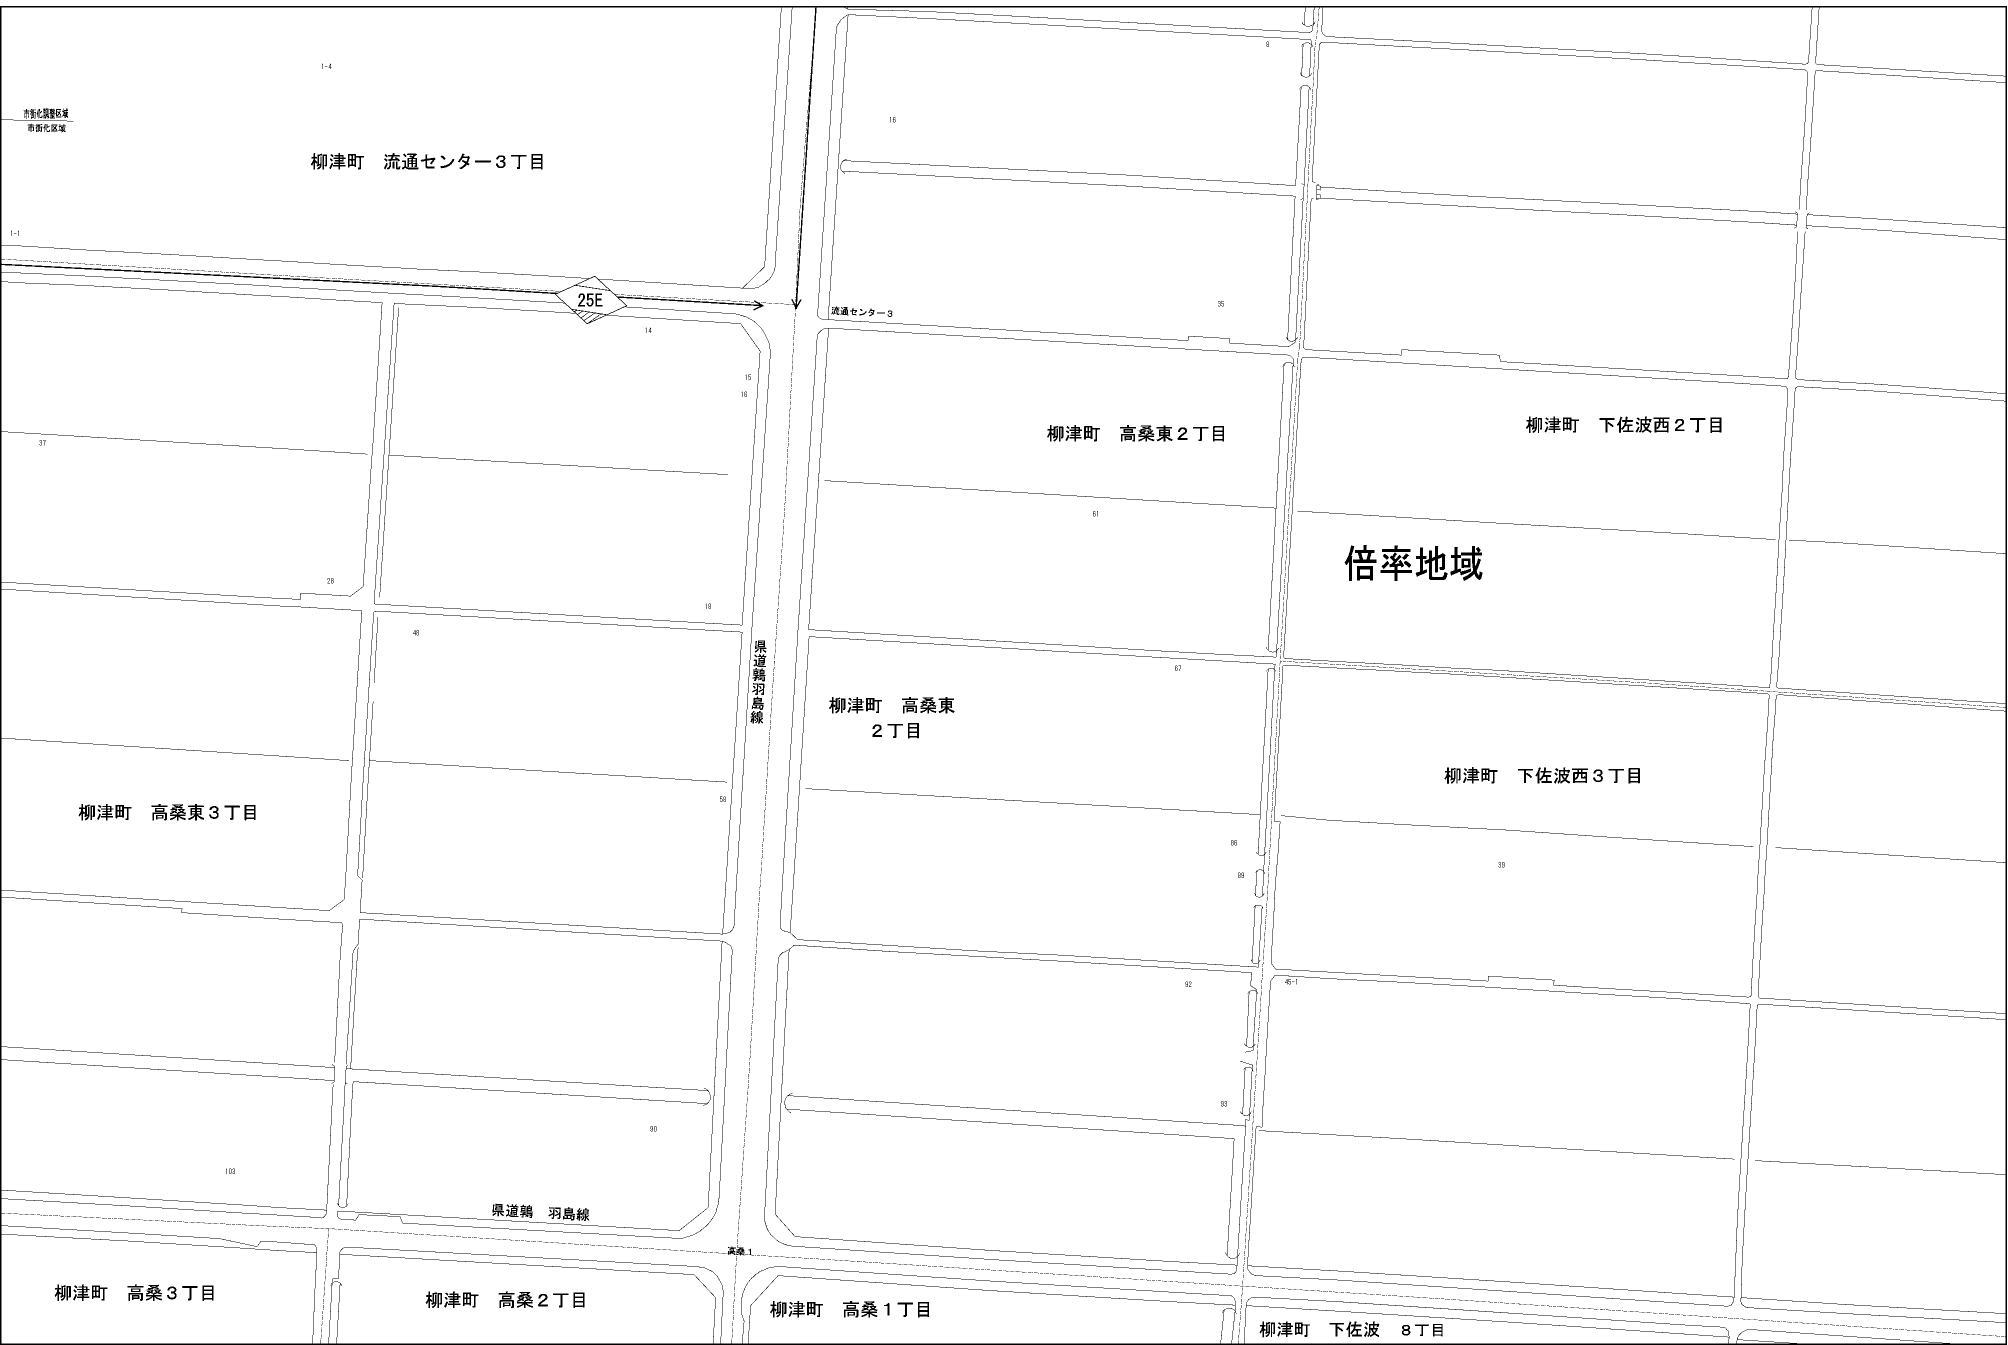 1-4
9
市街化調整区域
市街化区域
16
柳津町　流通センター３丁目
1-1
25E
35
流通センター３
14
15
16
柳津町　高桑東２丁目
柳津町　下佐波西２丁目
37
61
倍率地域
28
18
48
県道鶉羽島線
67
柳津町　高桑東
２丁目
柳津町　下佐波西３丁目
58
柳津町　高桑東３丁目
86
39
89
92
45-1
93
90
103
県道鶉　羽島線
高桑１
柳津町　高桑３丁目
柳津町　高桑２丁目
柳津町　高桑１丁目
柳津町　下佐波　８丁目